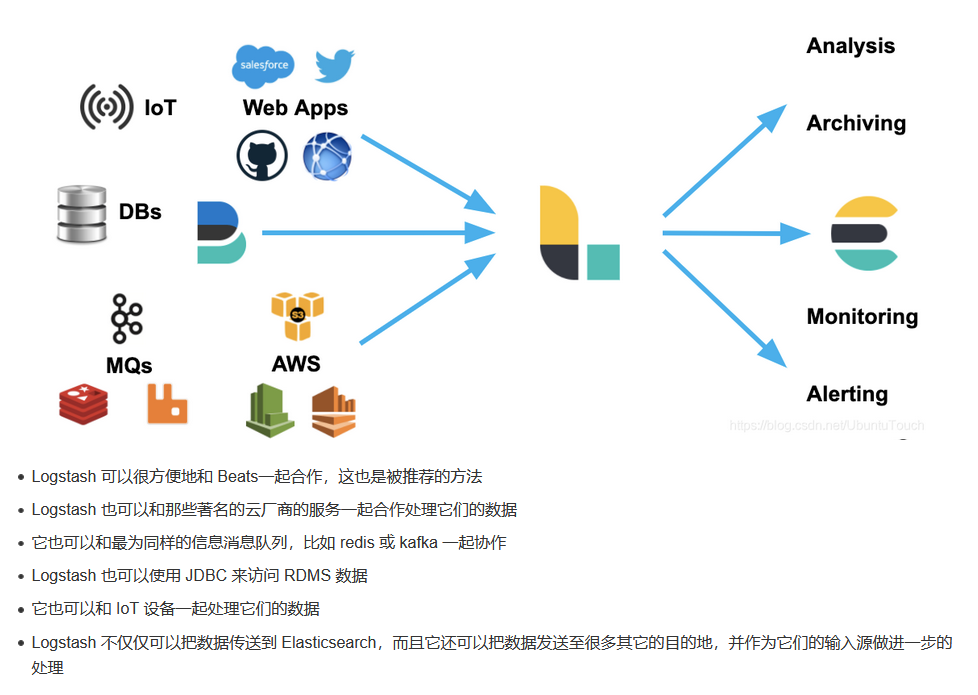 Analysis
salesforce
IoT
Web Apps
Archiving
DBs
S3
Monitoring
MQs
AWS
Alerting
https://blog.csdn.net/UbuntuTouch
Logstash 可以很方便地和 Beats一起合作，这也是被推荐的方法
Logstash 也可以和那些著名的云厂商的服务一起合作处理它们的数据
它也可以和最为同样的信息消息队列，比如 redis 或 kafka 一起协作
Logstash 也可以使用 JDBC 来访问 RDMS 数据
它也可以和 IoT 设备一起处理它们的数据
Logstash 不仅仅可以把数据传送到 Elasticsearch，而且它还可以把数据发送至很多其它的目的地，并作为它们的输入源做进一步的
处理